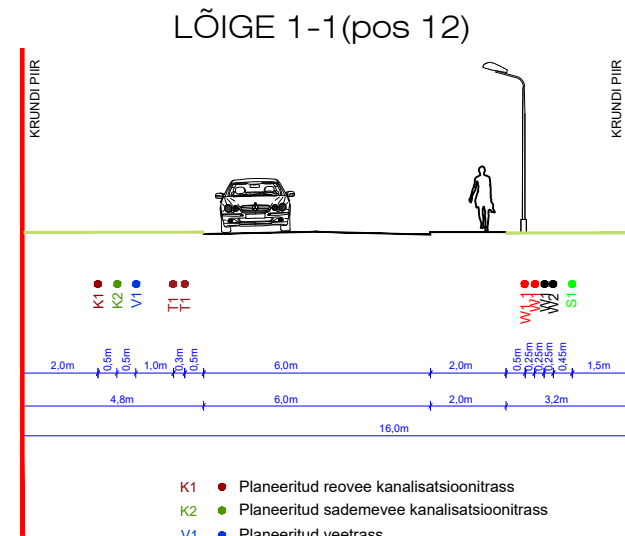 LÕIGE 1-1(pos 12)
KRUNDI PIIR
KRUNDI PIIR
K1
K2
V1
T1
T1
W1
W1
W2
W2
S1
2,0m
0,5m
0,5m
1,0m
0,3m
0,5m
6,0m
2,0m
0,5m
0,25m
0,25m
0,25m
0,45m
1,5m
4,8m
6,0m
2,0m
3,2m
16,0m
K1 Planeeritud reovee kanalisatsioonitrass
K2 Planeeritud sademevee kanalisatsioonitrass
V1 Planeeritud veetrass